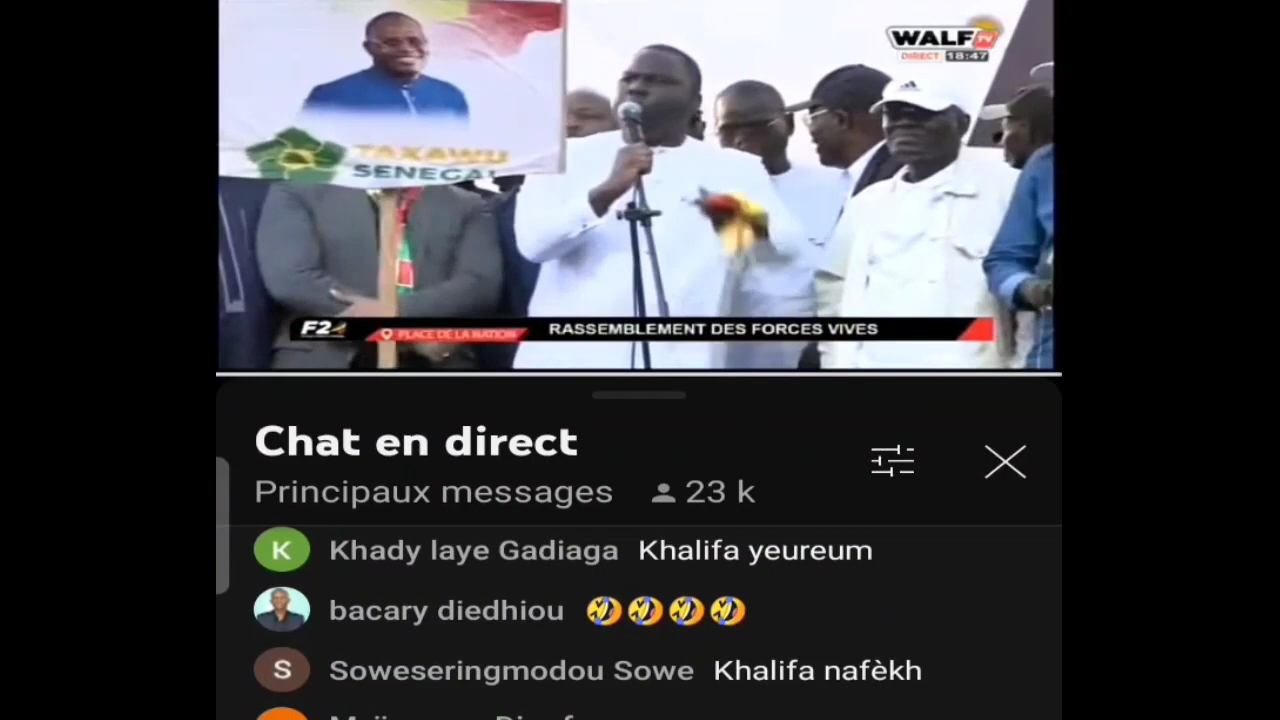 WALF TV
DIRECT 18:47
TAXAWU
SENEGAL
F24
PLACE DE LA NATION
RASSEMBLEMENT DES FORCES VIVES
Chat en direct
Principaux messages 23 k
K Khady laye Gadiaga Khalifa yeureum
bacary diedhiou 🤣🤣🤣🤣
S Soweseringmodou Sowe Khalifa nafèkh